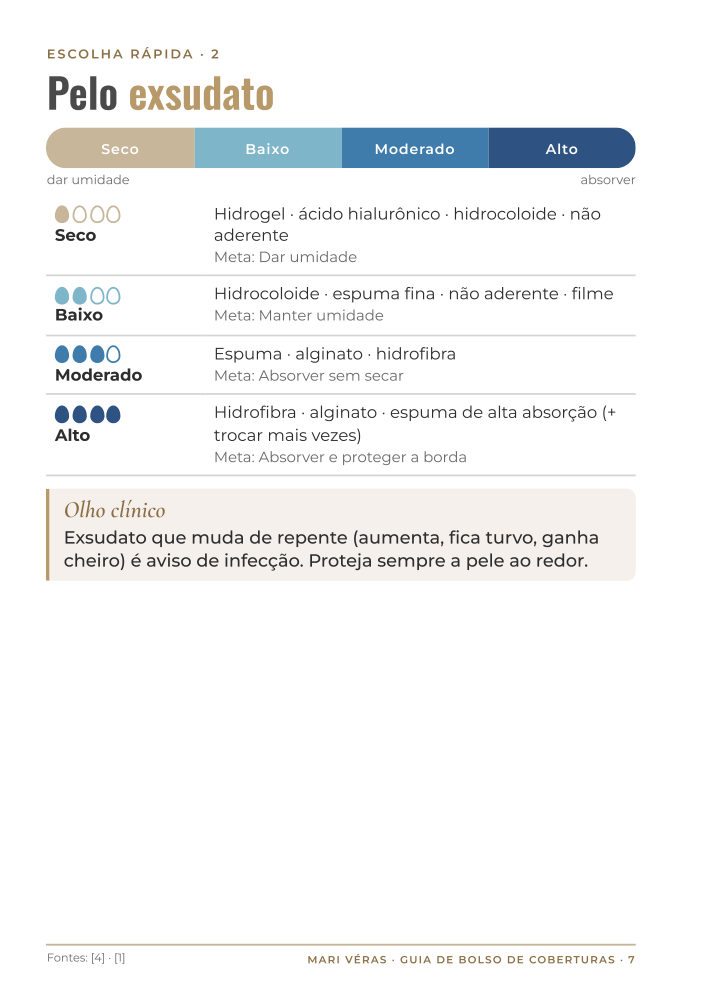 ESCOLHA RÁPIDA · 2
Pelo exsudato
Seco
Baixo
Moderado
Alto
dar umidade
absorver
Seco
Hidrogel · ácido hialurônico · hidrocoloide · não
aderente
Meta: Dar umidade
Baixo
Hidrocoloide · espuma fina · não aderente · filme
Meta: Manter umidade
Moderado
Espuma · alginato · hidrofibra
Meta: Absorver sem secar
Alto
Hidrofibra · alginato · espuma de alta absorção (+
trocar mais vezes)
Meta: Absorver e proteger a borda
Olho clínico
Exsudato que muda de repente (aumenta, fica turvo, ganha
cheiro) é aviso de infecção. Proteja sempre a pele ao redor.
Fontes: [4] · [1]
MARI VÉRAS · GUIA DE BOLSO DE COBERTURAS · 7